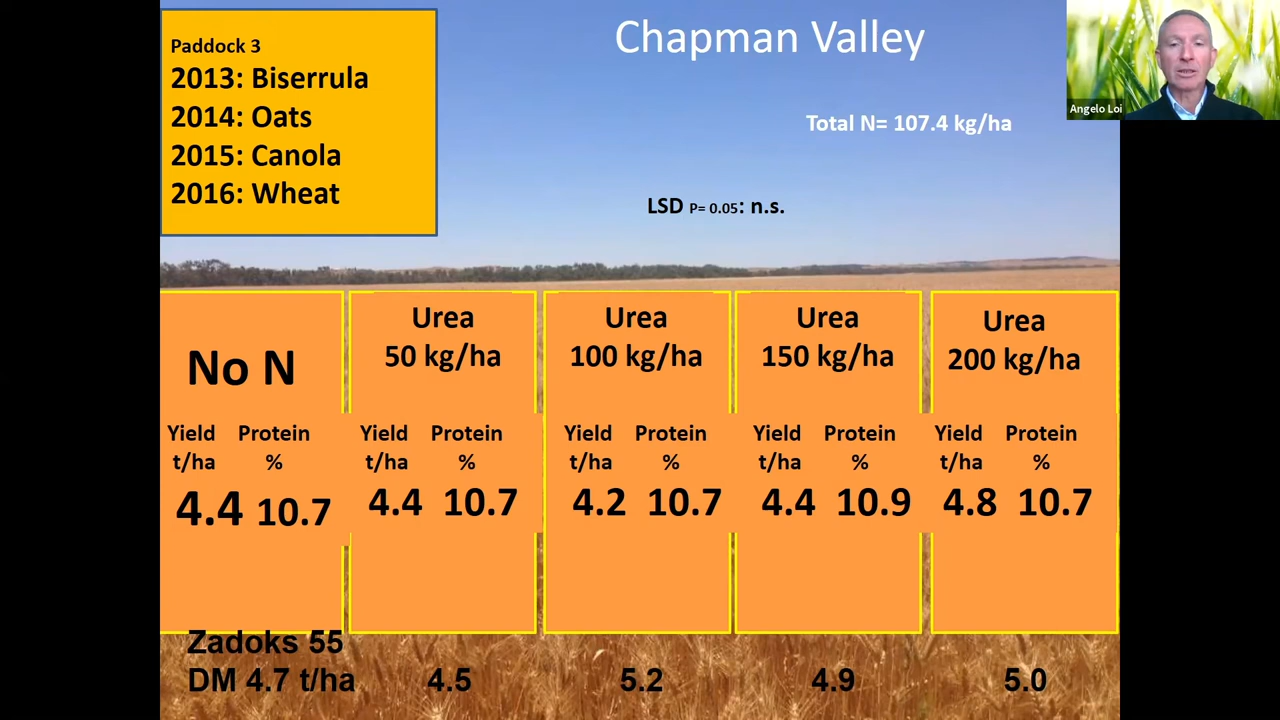 Paddock 3
2013: Biserrula
2014: Oats
2015: Canola
2016: Wheat
Chapman Valley
Angelo Loi
Total N= 107.4 kg/ha
LSD P= 0.05: n.s.
No N
Yield Protein
t/ha %
4.4 10.7
Urea
50 kg/ha
Yield Protein
t/ha %
4.4 10.7
Urea
100 kg/ha
Yield Protein
t/ha %
4.2 10.7
Urea
150 kg/ha
Yield Protein
t/ha %
4.4 10.9
Urea
200 kg/ha
Yield Protein
t/ha %
4.8 10.7
Zadoks 55
DM 4.7 t/ha 4.5 5.2 4.9 5.0